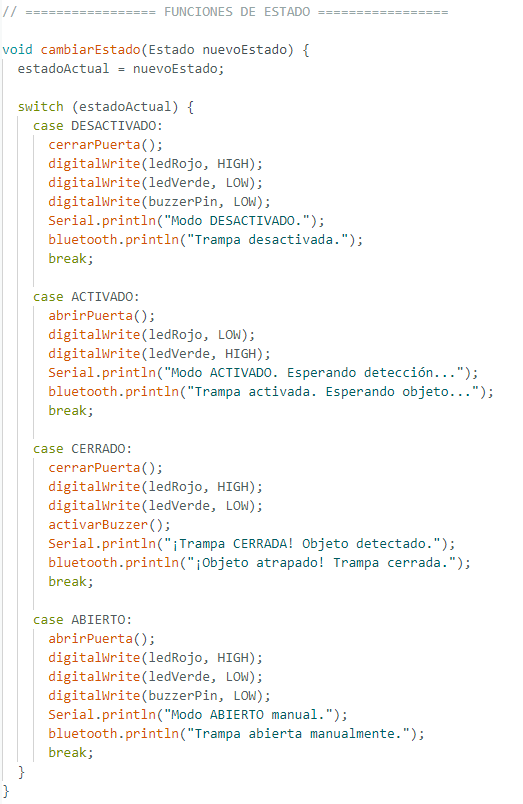 // ================= FUNCIONES DE ESTADO =================
void cambiarEstado(Estado nuevoEstado) {
  estadoActual = nuevoEstado;
  switch (estadoActual) {
    case DESACTIVADO:
      cerrarPuerta();
      digitalWrite(ledRojo, HIGH);
      digitalWrite(ledVerde, LOW);
      digitalWrite(buzzerPin, LOW);
      Serial.println("Modo DESACTIVADO.");
      bluetooth.println("Trampa desactivada.");
      break;
    case ACTIVADO:
      abrirPuerta();
      digitalWrite(ledRojo, LOW);
      digitalWrite(ledVerde, HIGH);
      Serial.println("Modo ACTIVADO. Esperando detección...");
      bluetooth.println("Trampa activada. Esperando objeto...");
      break;
    case CERRADO:
      cerrarPuerta();
      digitalWrite(ledRojo, HIGH);
      digitalWrite(ledVerde, LOW);
      activarBuzzer();
      Serial.println("¡Trampa CERRADA! Objeto detectado.");
      bluetooth.println("¡Objeto atrapado! Trampa cerrada.");
      break;
    case ABIERTO:
      abrirPuerta();
      digitalWrite(ledRojo, HIGH);
      digitalWrite(ledVerde, LOW);
      digitalWrite(buzzerPin, LOW);
      Serial.println("Modo ABIERTO manual.");
      bluetooth.println("Trampa abierta manualmente.");
      break;
  }
}